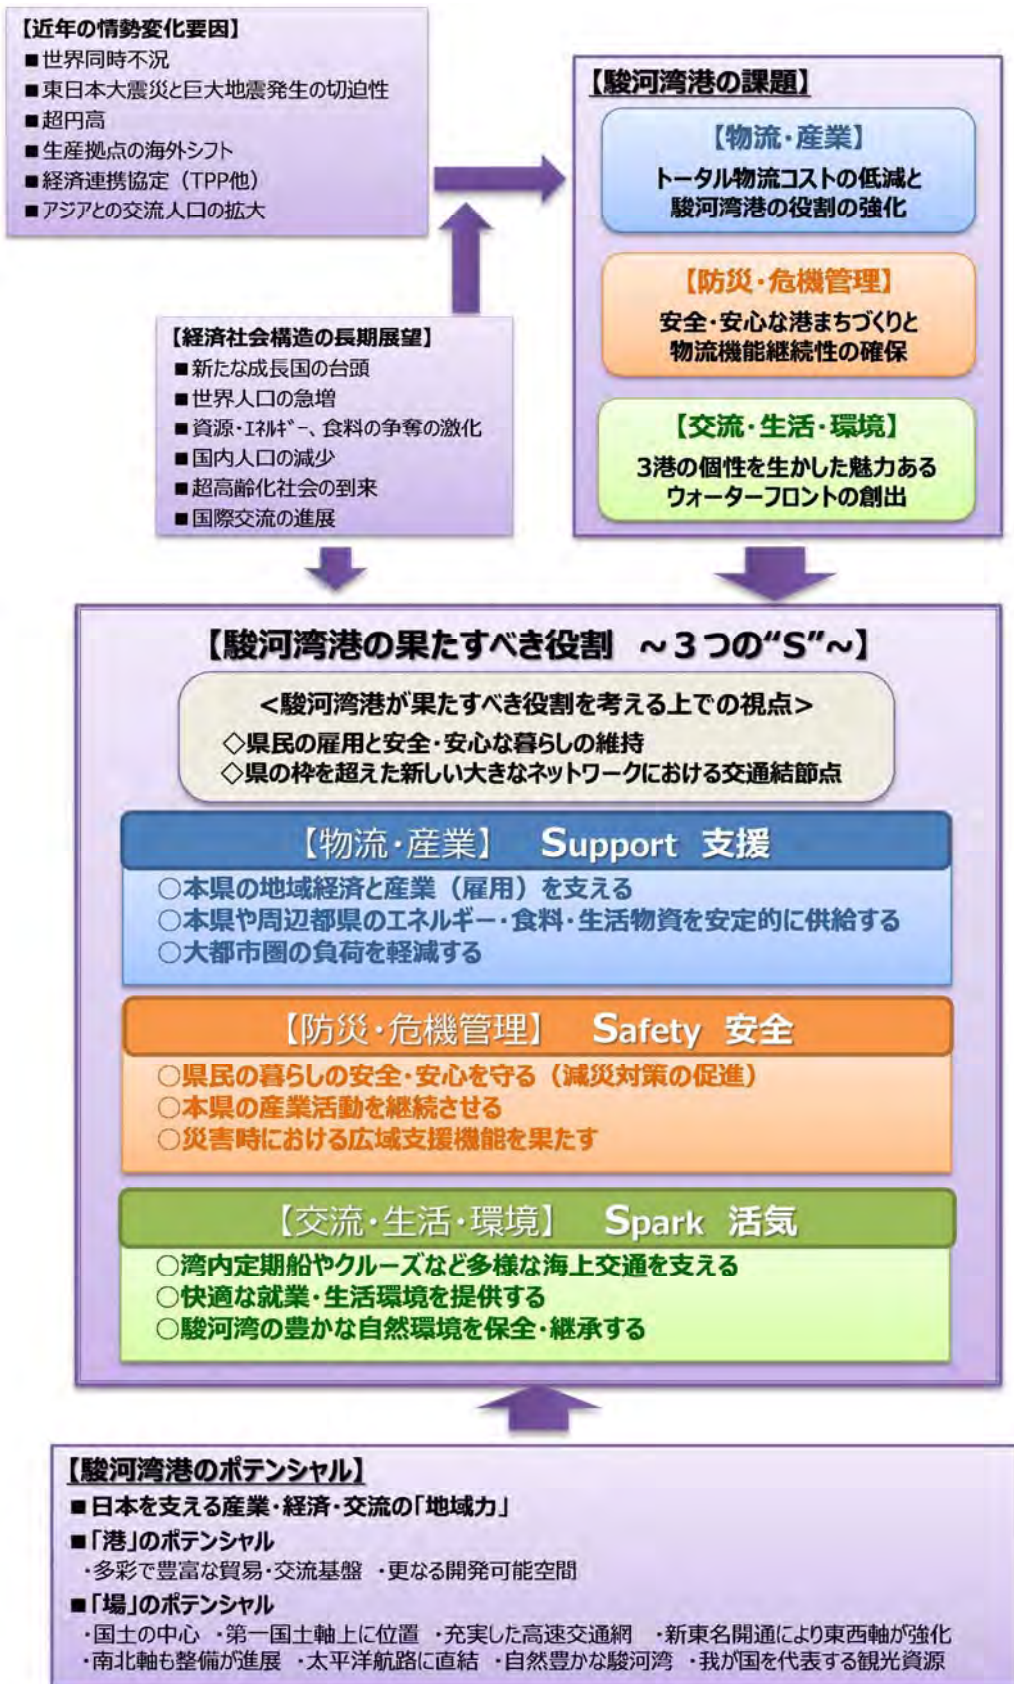 【近年の情勢変化要因】
■世界同時不況
■東日本大震災と巨大地震発生の切迫性
■超円高
■生産拠点の海外シフト
■経済連携協定（TPP他）
■アジアとの交流人口の拡大
【駿河湾港の課題】
【物流・産業】
トータル物流コストの低減と
駿河湾港の役割の強化
【防災・危機管理】
安全・安心な港まちづくりと
物流機能継続性の確保
【交流・生活・環境】
3港の個性を生かした魅力ある
ウォーターフロントの創出
【経済社会構造の長期展望】
■新たな成長国の台頭
■世界人口の急増
■資源・ｴﾈﾙｷﾞｰ、食料の争奪の激化
■国内人口の減少
■超高齢化社会の到来
■国際交流の進展
【駿河湾港の果たすべき役割 ～３つの“S”～】
<駿河湾港が果たすべき役割を考える上での視点>
◇県民の雇用と安全・安心な暮らしの維持
◇県の枠を超えた新しい大きなネットワークにおける交通結節点
【物流・産業】 Support 支援
○本県の地域経済と産業（雇用）を支える
○本県や周辺都県のエネルギー・食料・生活物資を安定的に供給する
○大都市圏の負荷を軽減する
【防災・危機管理】 Safety 安全
○県民の暮らしの安全・安心を守る（減災対策の促進）
○本県の産業活動を継続させる
○災害時における広域支援機能を果たす
【交流・生活・環境】 Spark 活気
○湾内定期船やクルーズなど多様な海上交通を支える
○快適な就業・生活環境を提供する
○駿河湾の豊かな自然環境を保全・継承する
【駿河湾港のポテンシャル】
■日本を支える産業・経済・交流の「地域力」
■「港」のポテンシャル
・多彩で豊富な貿易・交流基盤 ・更なる開発可能空間
■「場」のポテンシャル
・国土の中心 ・第一国土軸上に位置 ・充実した高速交通網 ・新東名開通により東西軸が強化
・南北軸も整備が進展 ・太平洋航路に直結 ・自然豊かな駿河湾 ・我が国を代表する観光資源